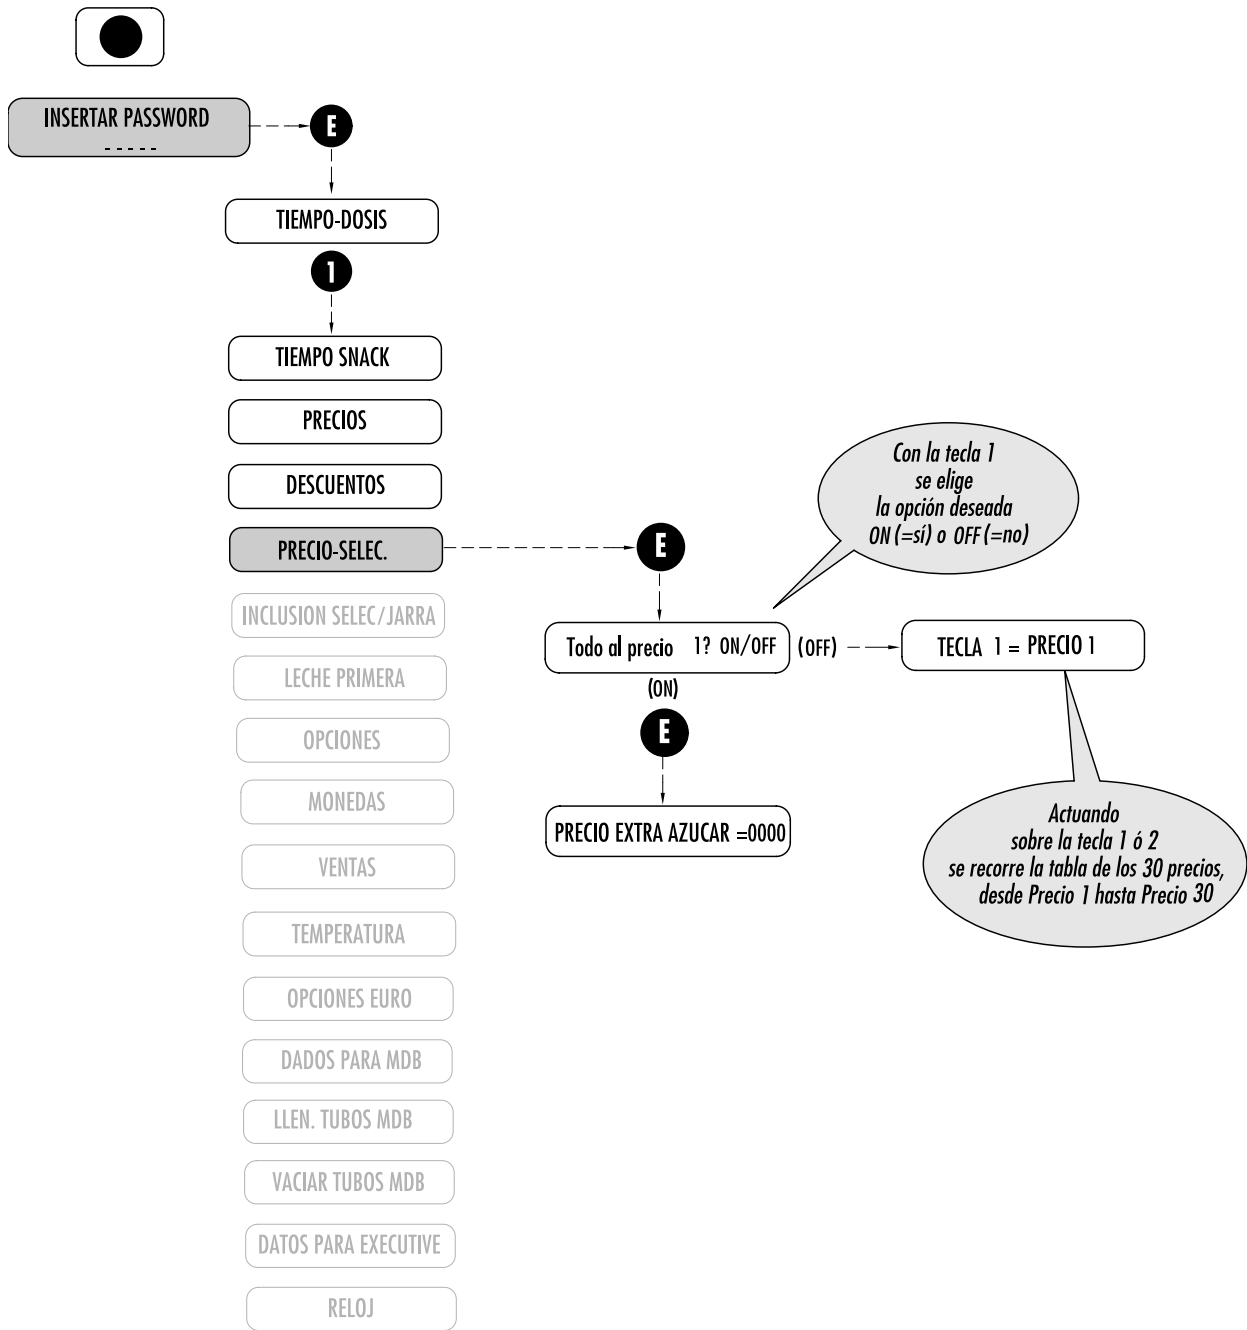 INSERTAR PASSWORD
- - - - -
E
TIEMPO-DOSIS
1
TIEMPO SNACK
PRECIOS
DESCUENTOS
PRECIO-SELEC.
E
Con la tecla 1
se elige
la opción deseada
ON (=sí) o OFF (=no)
INCLUSION SELEC/JARRA
Todo al precio 1? ON/OFF
(OFF)
TECLA 1 = PRECIO 1
(ON)
E
PRECIO EXTRA AZUCAR =0000
Actuando
sobre la tecla 1 ó 2
se recorre la tabla de los 30 precios,
desde Precio 1 hasta Precio 30
LECHE PRIMERA
OPCIONES
MONEDAS
VENTAS
TEMPERATURA
OPCIONES EURO
DADOS PARA MDB
LLEN. TUBOS MDB
VACIAR TUBOS MDB
DATOS PARA EXECUTIVE
RELOJ